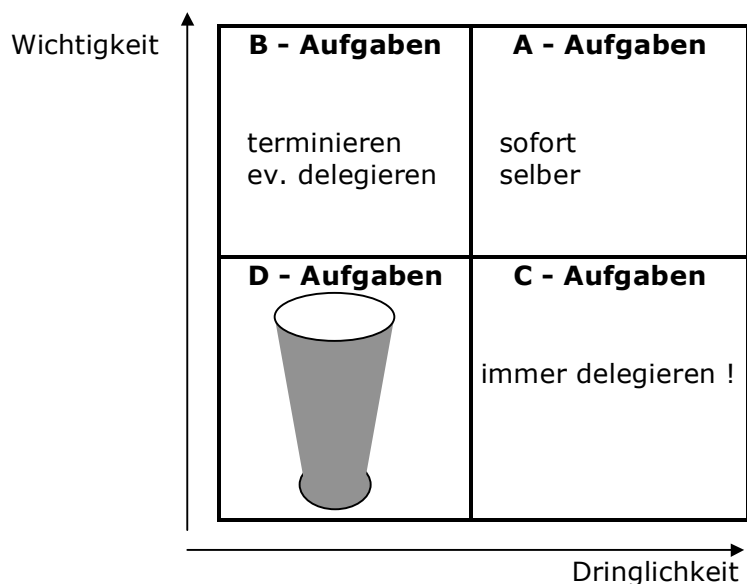 Wichtigkeit
B - Aufgaben
A - Aufgaben
terminieren
ev. delegieren
sofort
selber
D - Aufgaben
C - Aufgaben
immer delegieren !
Dringlichkeit